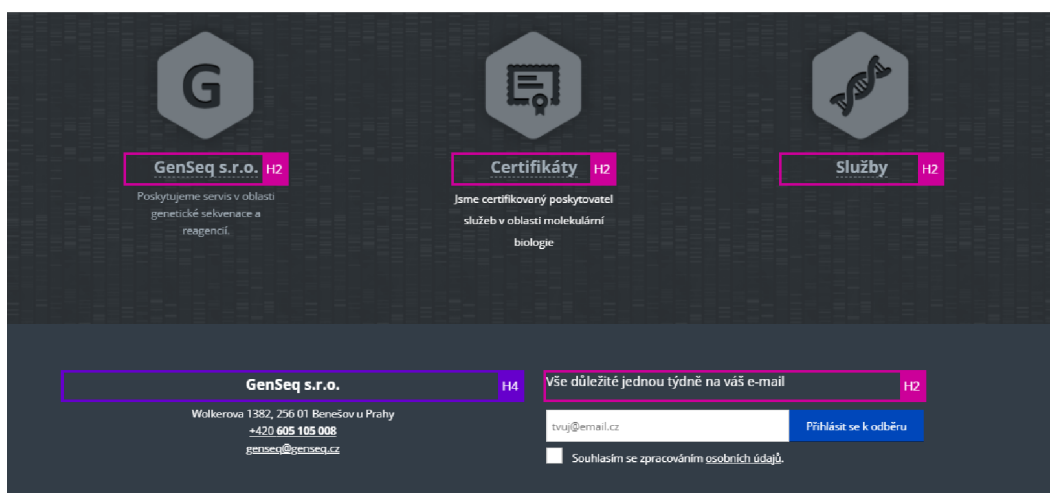 G
GenSeq s.r.o. H2
Certifikáty H2
Služby H2
Poskytujeme servis v oblasti
genetické sekvenace a
reagencií.
Jsme certifikovaný poskytovatel
služeb v oblasti molekulární
biologie
GenSeq s.r.o. H4
Wolkerova 1382, 256 01 Benešov u Prahy
+420 605 105 008
genseq@genseq.cz
Vše důležité jednou týdně na váš e-mail H2
tvuj@email.cz Přihlásit se k odběru
Souhlasím se zpracováním osobních údajů.